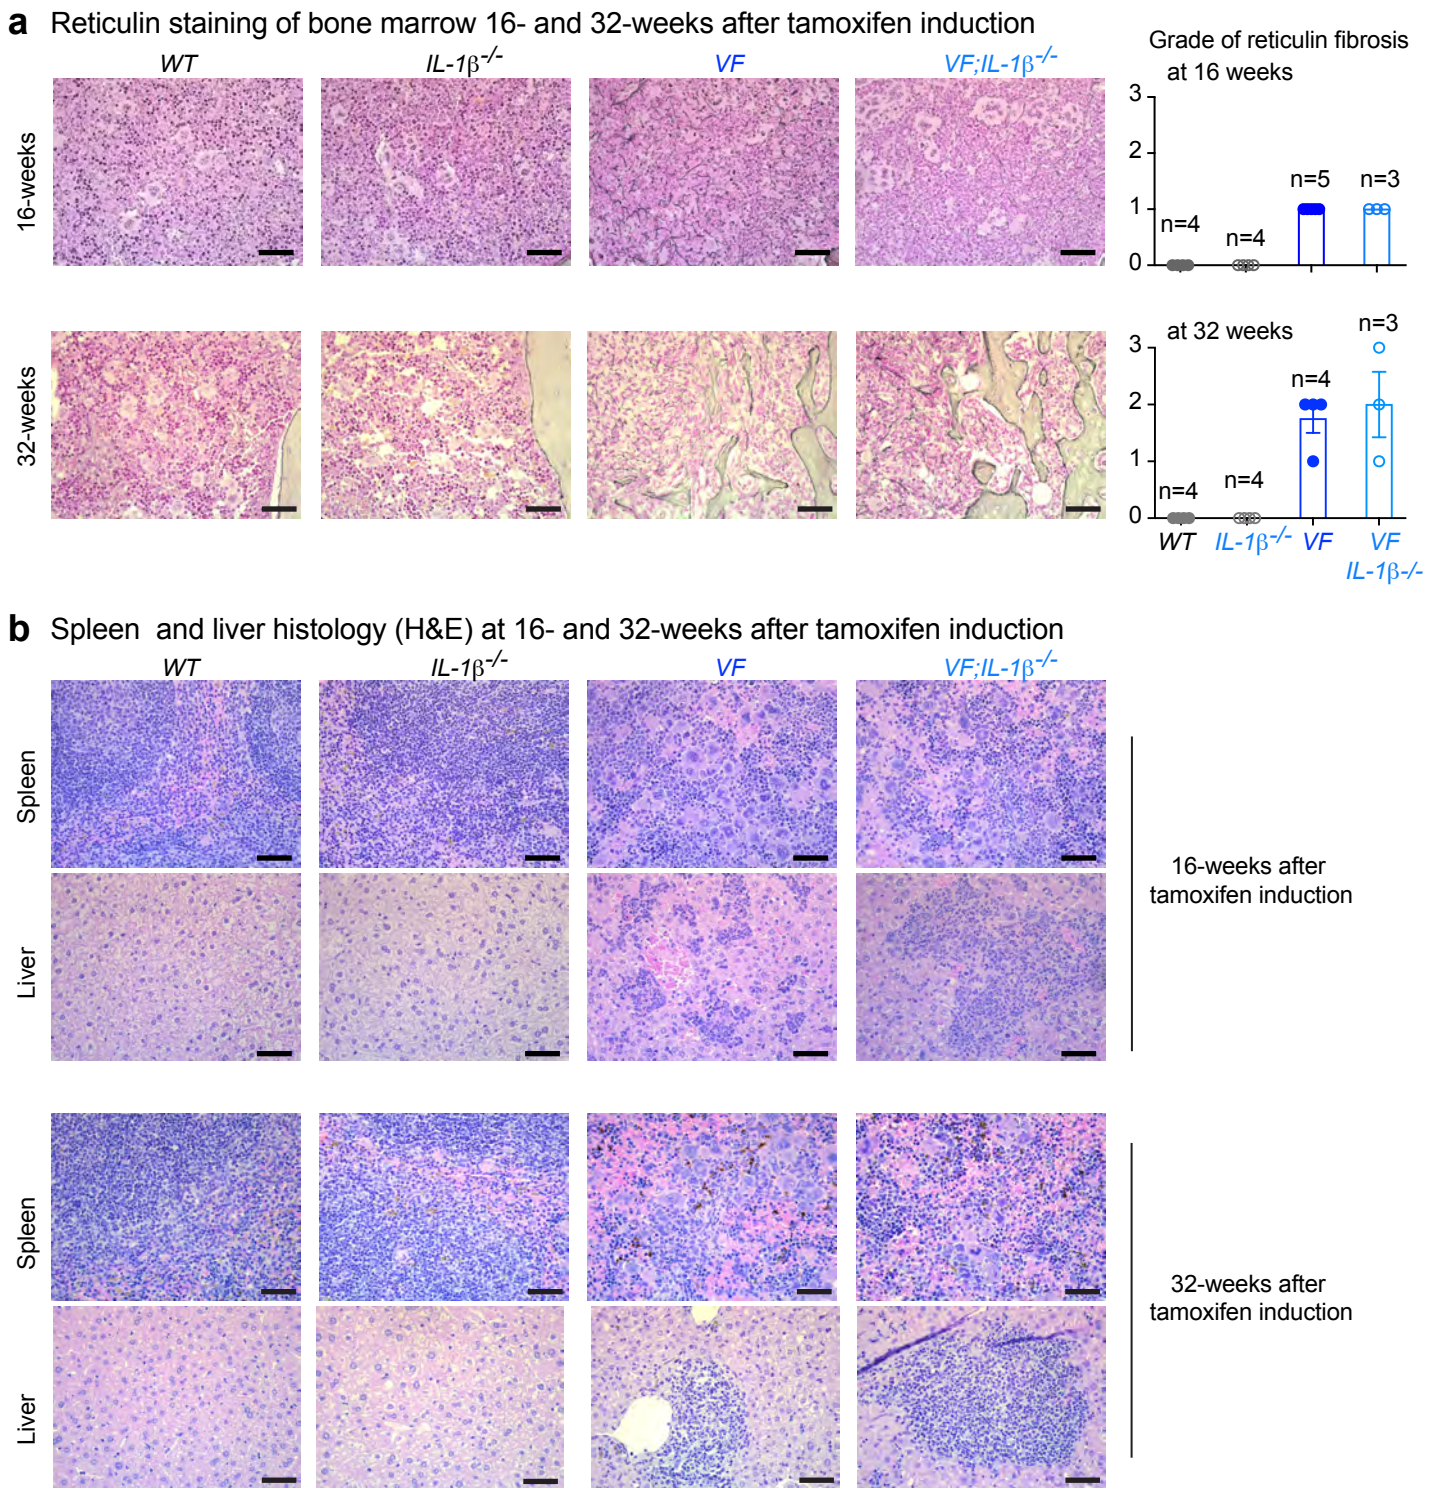 a Reticulin staining of bone marrow 16- and 32-weeks after tamoxifen induction
WT
IL-1β-/-
VF
VF;IL-1β-/-
16-weeks
32-weeks
Grade of reticulin fibrosis
at 16 weeks
3
2
1
0
n=4
n=4
n=5
n=3
at 32 weeks
3
2
1
0
n=4
n=4
n=4
n=3
WT
IL-1β-/-
VF
VF
IL-1β-/-
b Spleen and liver histology (H&E) at 16- and 32-weeks after tamoxifen induction
WT
IL-1β-/-
VF
VF;IL-1β-/-
Spleen
Liver
16-weeks after
tamoxifen induction
Spleen
Liver
32-weeks after
tamoxifen induction